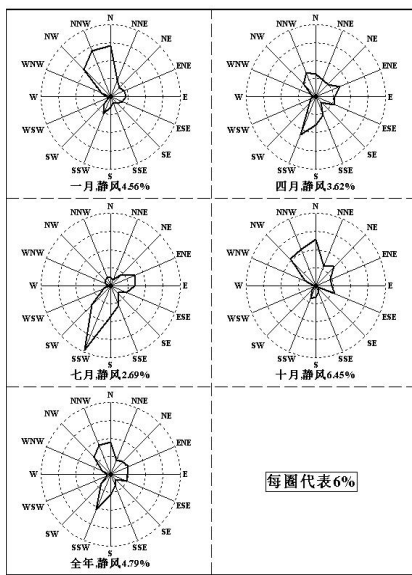 N
NNW NNE
NW NE
WNW ENE
W E
WSW ESE
SW SE
SSW SSE
S
一月,静风4.56%
N
NNW NNE
NW NE
WNW ENE
W E
WSW ESE
SW SE
SSW SSE
S
四月,静风3.62%
N
NNW NNE
NW NE
WNW ENE
W E
WSW ESE
SW SE
SSW SSE
S
七月,静风2.69%
N
NNW NNE
NW NE
WNW ENE
W E
WSW ESE
SW SE
SSW SSE
S
十月,静风6.45%
N
NNW NNE
NW NE
WNW ENE
W E
WSW ESE
SW SE
SSW SSE
S
全年,静风4.79%
每圈代表6%